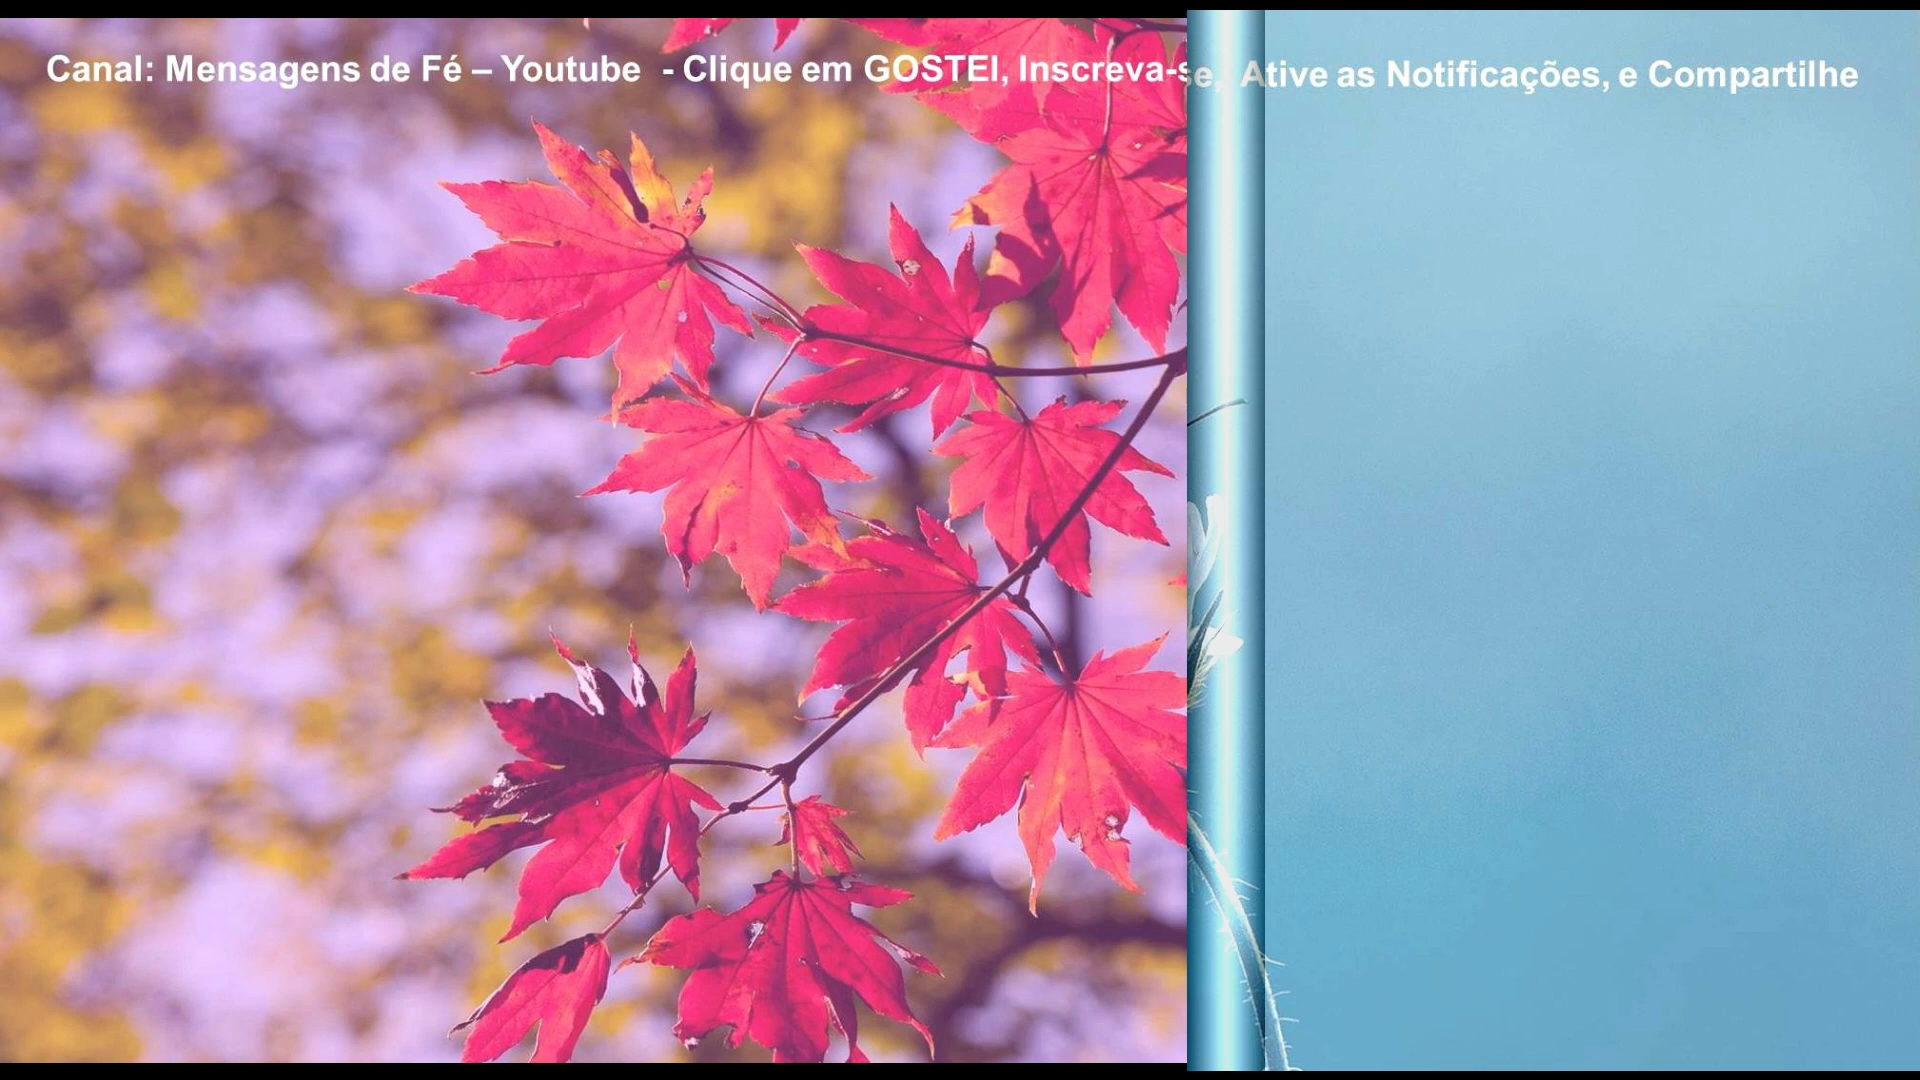 Canal: Mensagens de Fé – Youtube - Clique em GOSTEI, Inscreva-se, Ative as Notificações, e Compartilhe